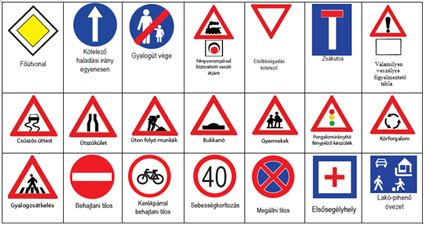 Főútvonal
Kötelező
haladási irány
egyenesen
Gyalogút vége
Fénysorompóval
biztosított vasúti
átjáró
Elsőbbségadás
kötelező
Zsákutca
Valamilyen
veszélyre
figyelmeztető
tábla
Csúszós úttest
Útszűkület
Úton folyó munkák
Bukkanó
Gyermekek
Forgalomirányító
fényjelző készülék
Körforgalom
Gyalogosátkelés
Behajtani tilos
Kerékpárral
behajtani tilos
40
Sebességkorltozás
Megállni tilos
Elsősegélyhely
Lakó-pihenő
övezet